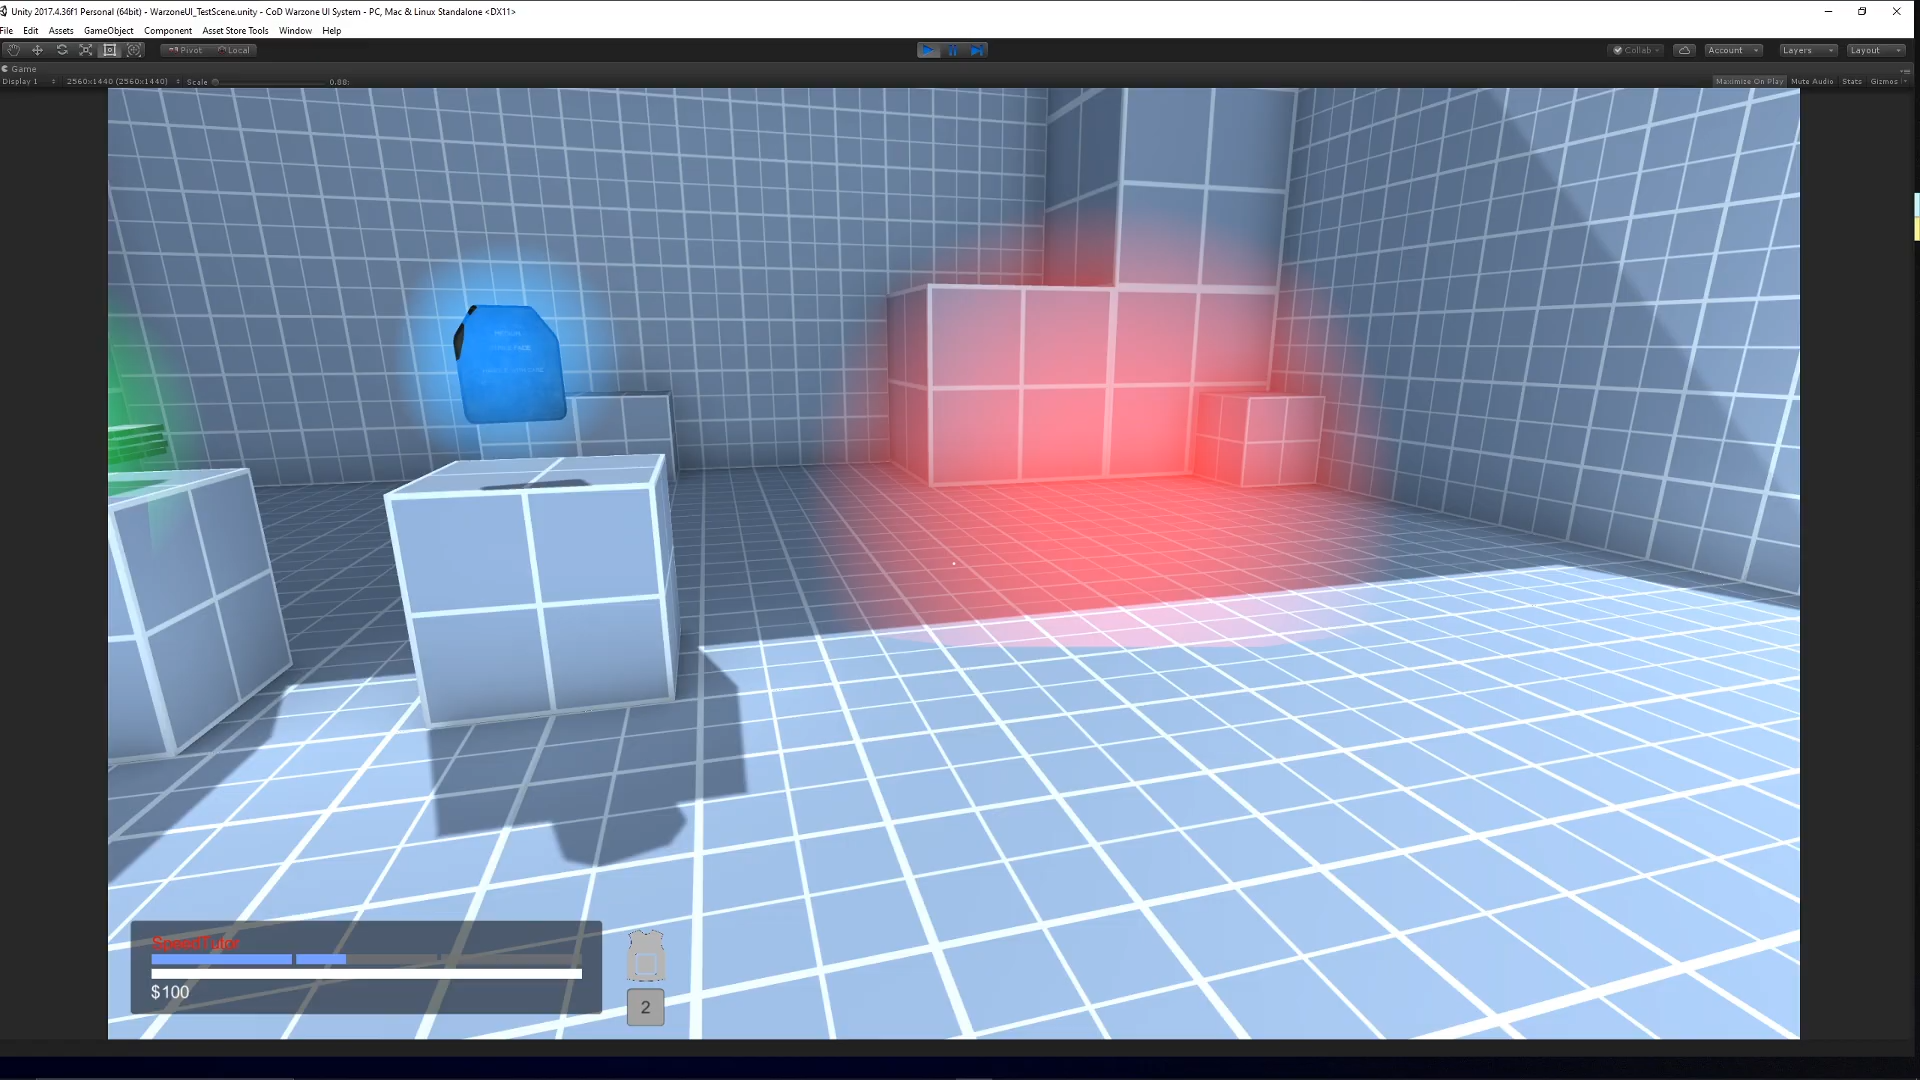 Unity 2017.4.36f1 Personal (64bit) - WarzoneUI_TestScene.unity - CoD Warzone UI System - PC, Mac & Linux Standalone <DX11>
File Edit Assets GameObject Component Asset Store Tools Window Help
Pivot Local Collab Account Layers Layout
Game
Display 1 2560x1440 (2560x1440) Scale 0.88: Maximize On Play Mute Audio Stats Gizmos
SpeedTutor
$100
2